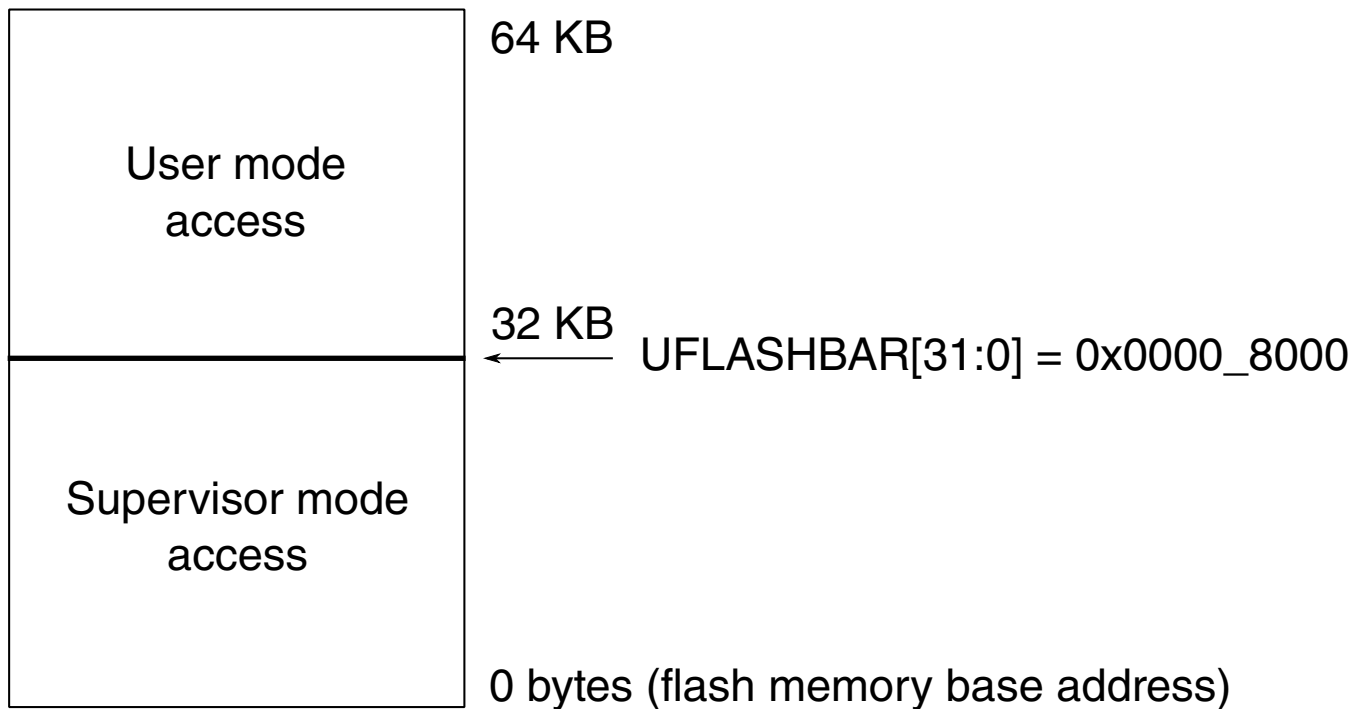 64 KB
User mode
access
32 KB
UFLASHBAR[31:0] = 0x0000_8000
Supervisor mode
access
0 bytes (flash memory base address)